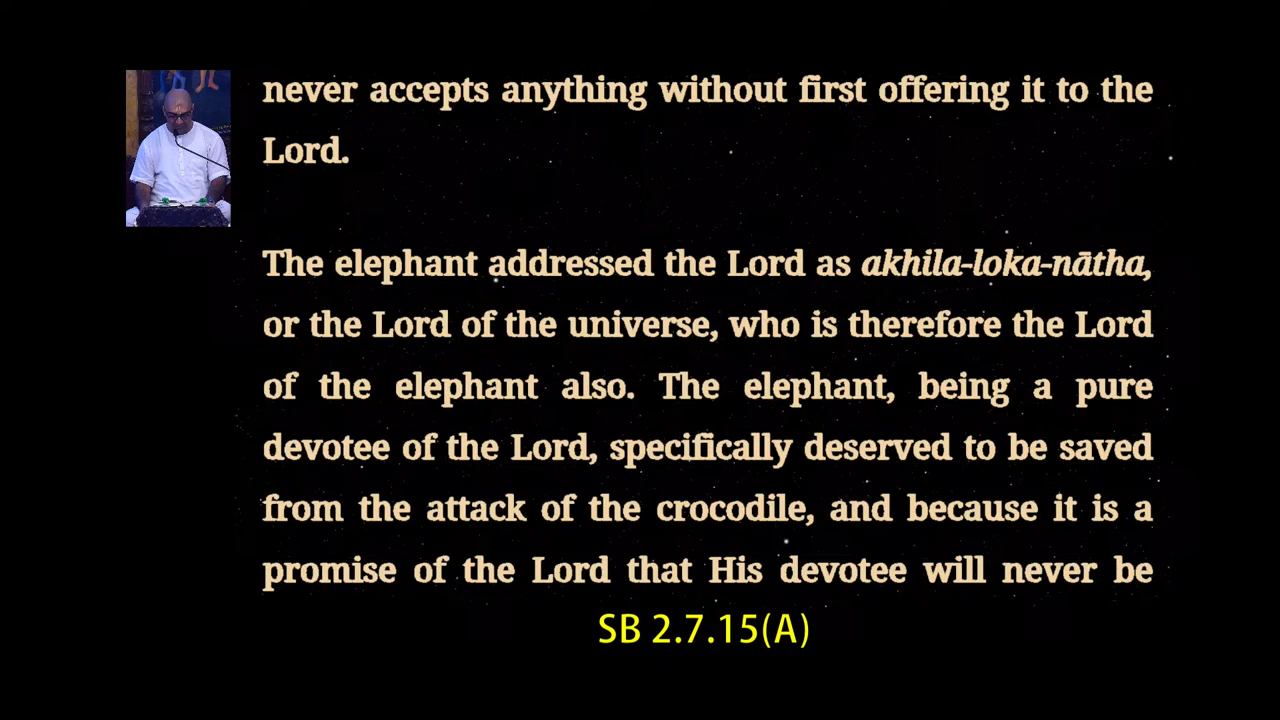 never accepts anything without first offering it to the
Lord.
The elephant addressed the Lord as akhila-loka-nātha,
or the Lord of the universe, who is therefore the Lord
of the elephant also. The elephant, being a pure
devotee of the Lord, specifically deserved to be saved
from the attack of the crocodile, and because it is a
promise of the Lord that His devotee will never be
SB 2.7.15(A)